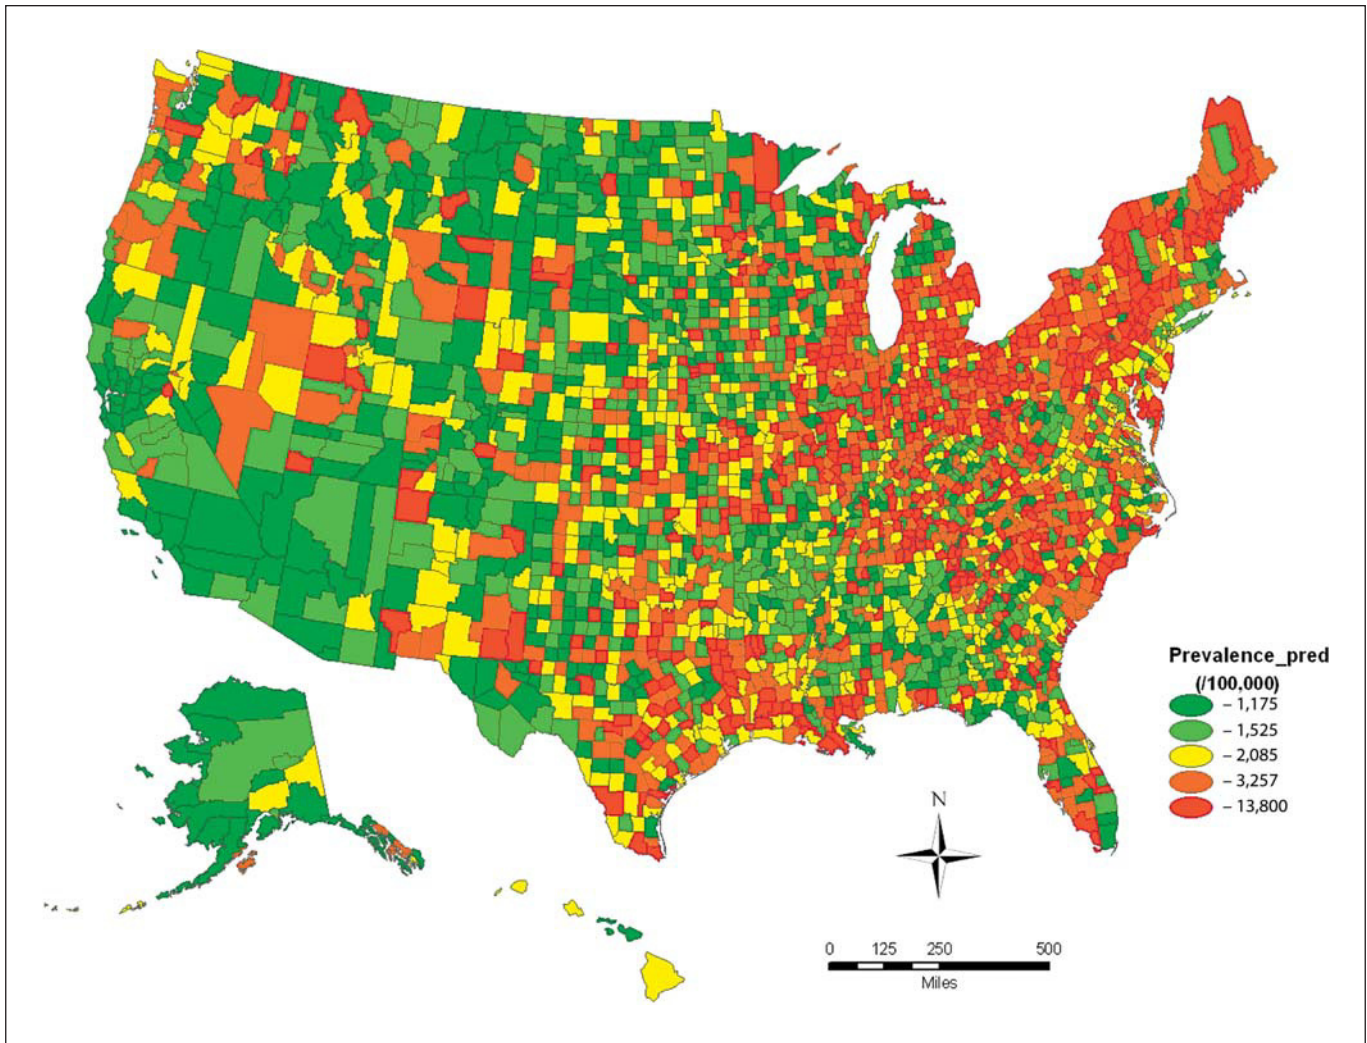 Prevalence_pred
(/100,000)
– 1,175
– 1,525
– 2,085
– 3,257
– 13,800
N
0 125 250 500
Miles